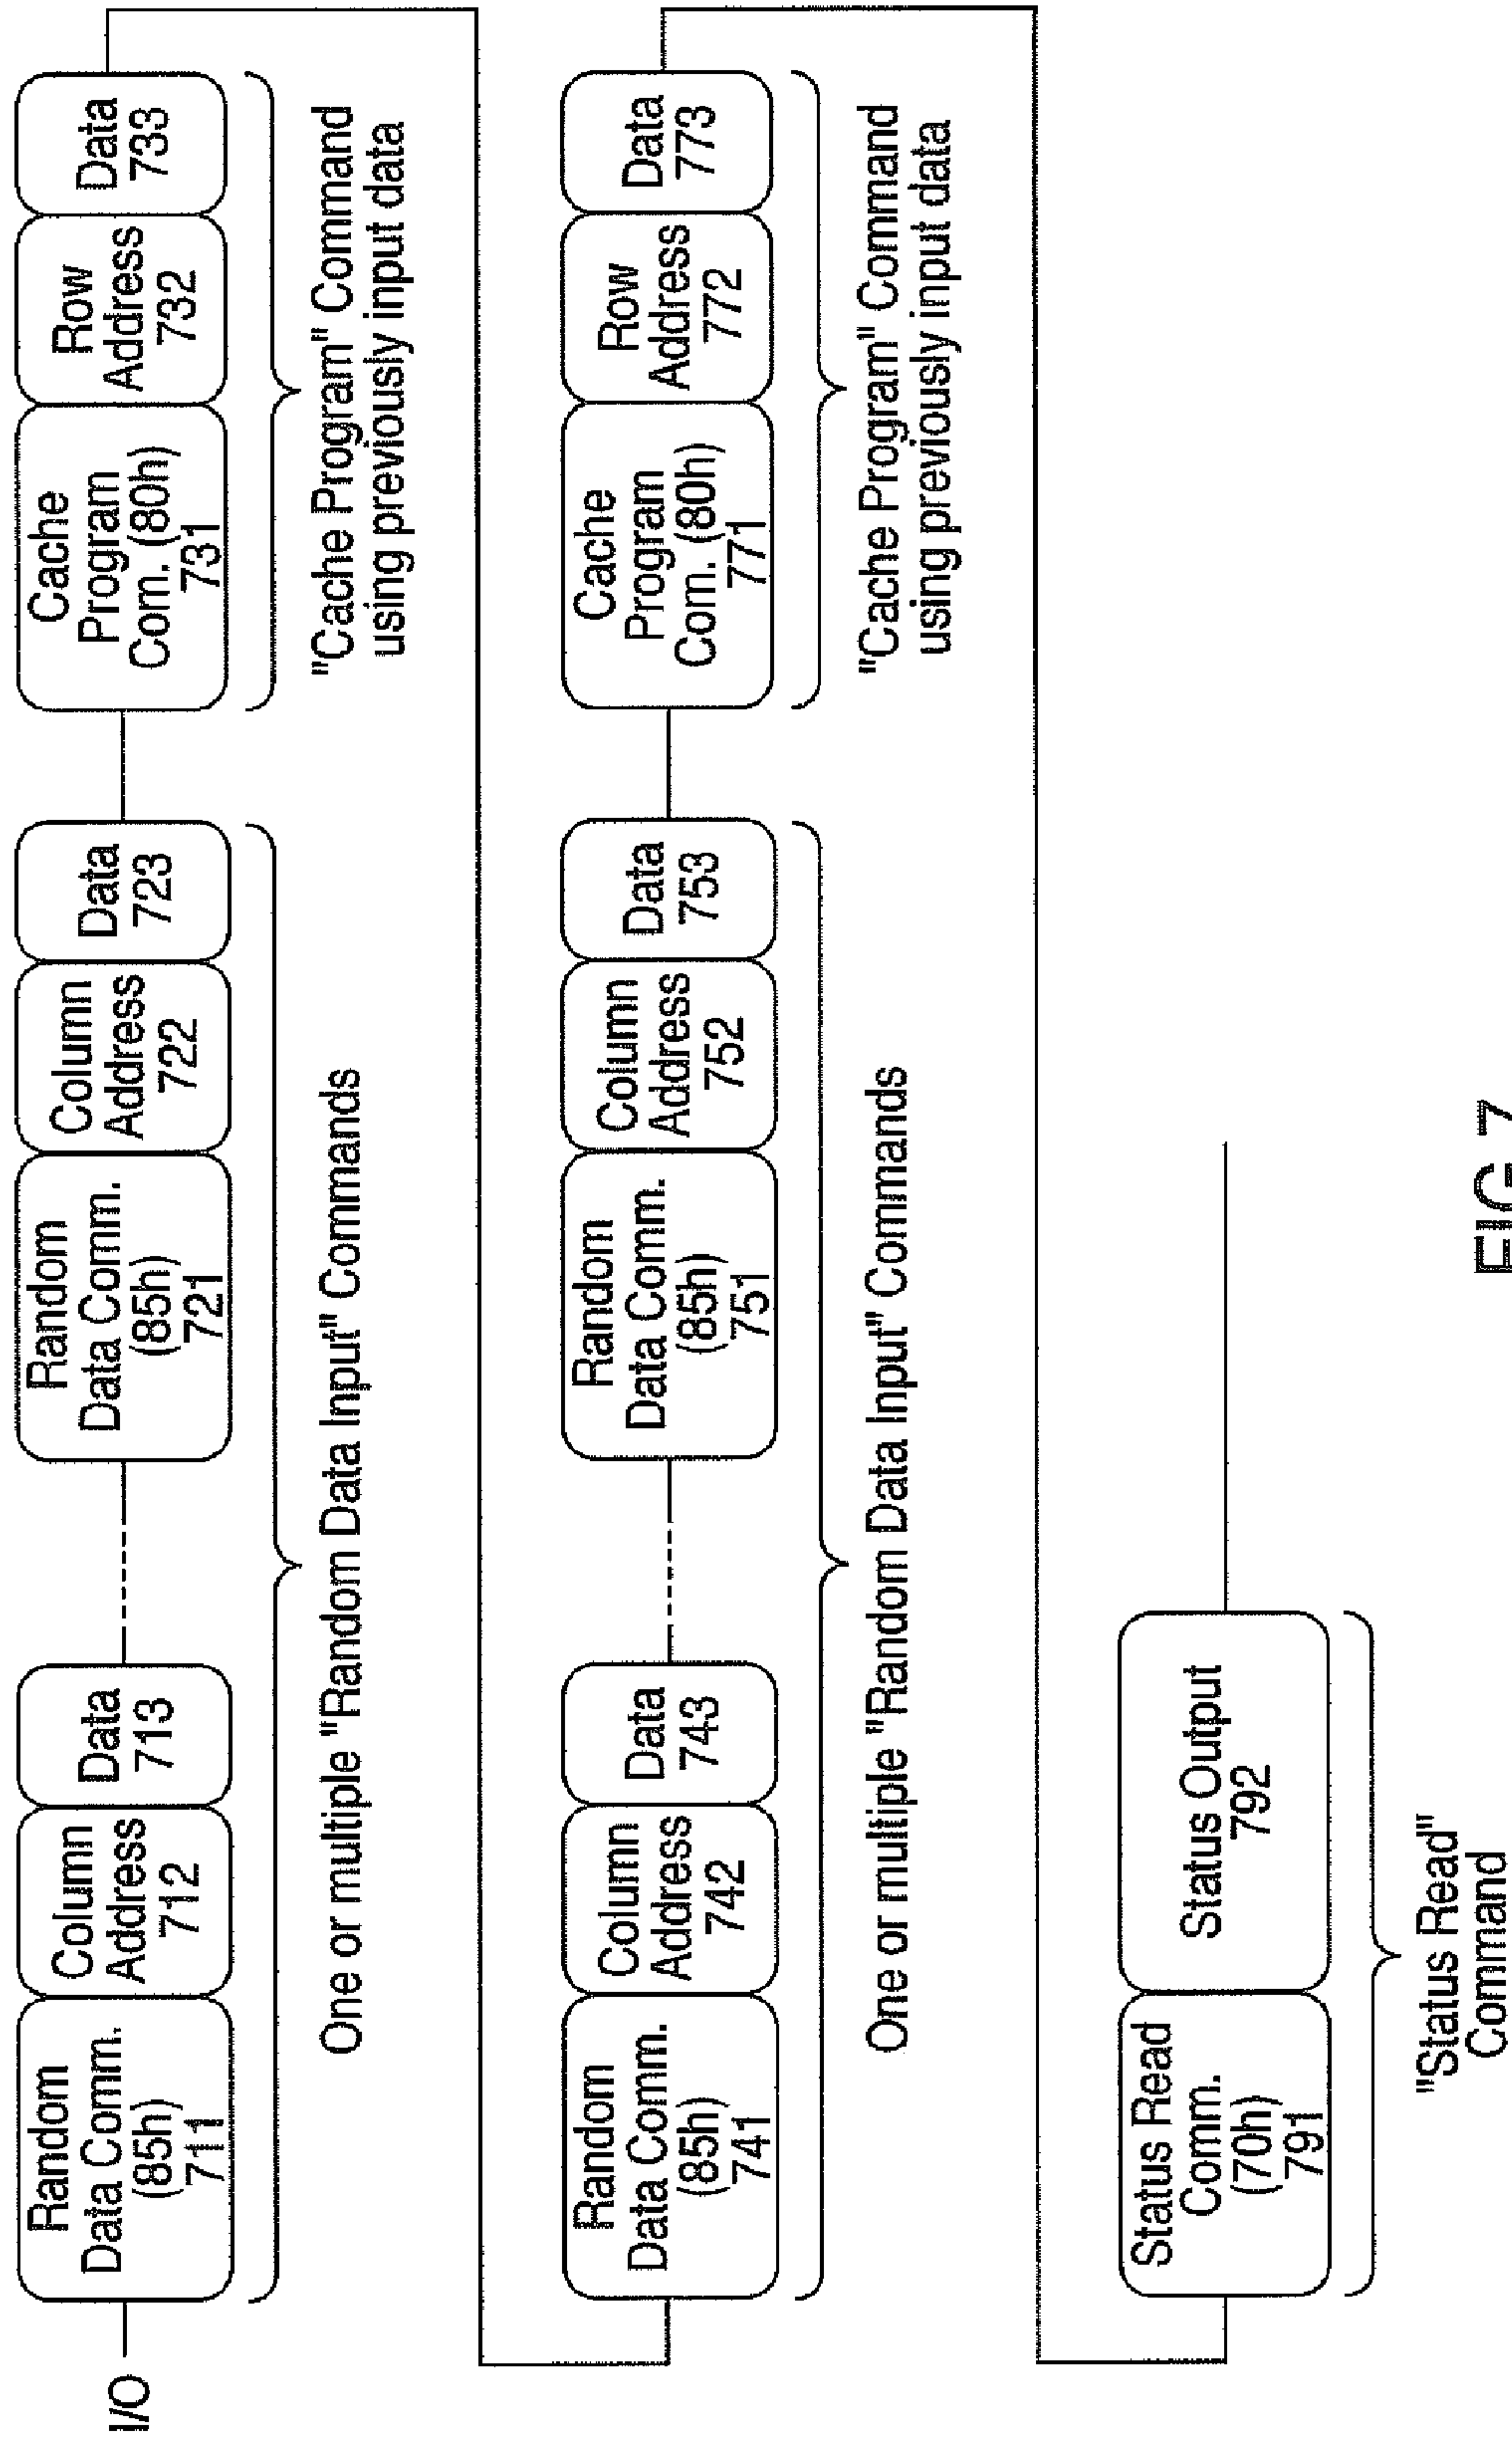 I/O
Random
Data Comm.
(85h)
711
Column
Address
712
Data
713
Random
Data Comm.
(85h)
721
Column
Address
722
Data
723
Cache
Program
Com. (80h)
731
Row
Address
732
Data
733
One or multiple "Random Data Input" Commands
"Cache Program" Command
using previously input data
Random
Data Comm.
(85h)
741
Column
Address
742
Data
743
Random
Data Comm.
(85h)
751
Column
Address
752
Data
753
Cache
Program
Com. (80h)
771
Row
Address
772
Data
773
One or multiple "Random Data Input" Commands
"Cache Program" Command
using previously input data
Status Read
Comm.
(70h)
791
Status Output
792
"Status Read"
Command
FIG 7